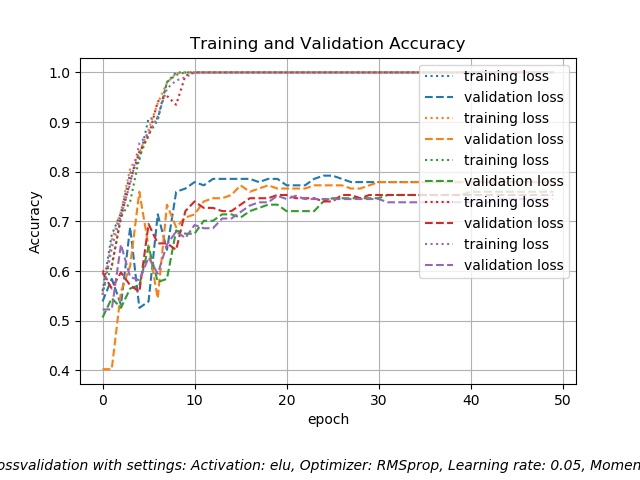 Training and Validation Accuracy
1.0
0.9
0.8
0.7
0.6
0.5
0.4
Accuracy
training loss
validation loss
training loss
validation loss
training loss
validation loss
training loss
validation loss
training loss
validation loss
0 10 20 30 40 50
epoch
ossvalidation with settings: Activation: elu, Optimizer: RMSprop, Learning rate: 0.05, Momen